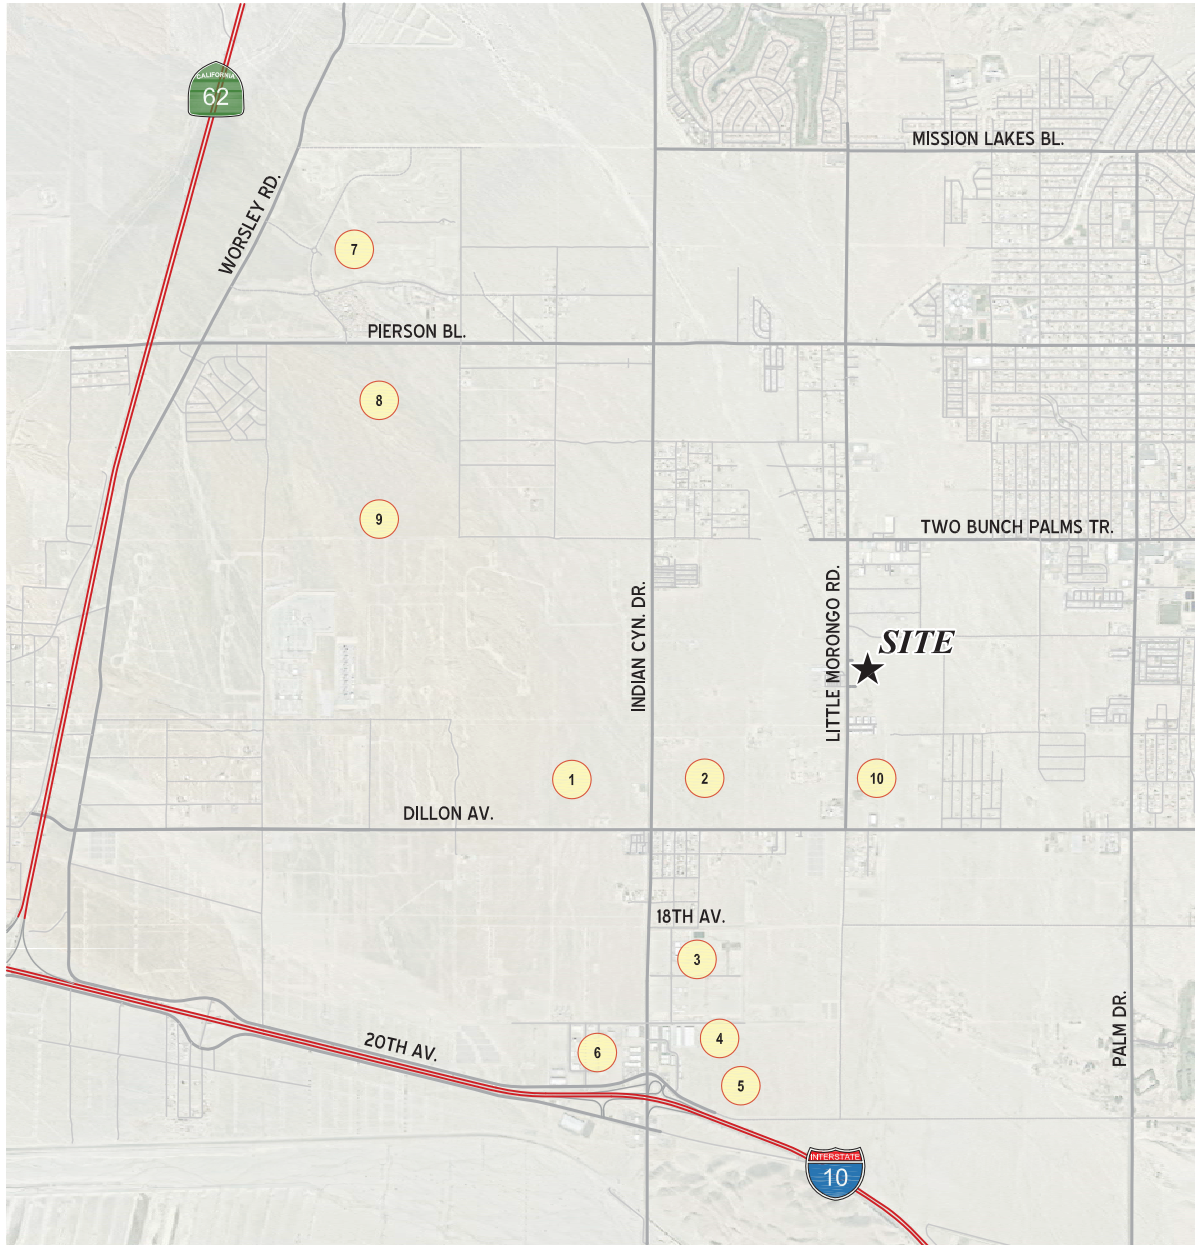 CALIFORNIA
62
MISSION LAKES BL.
WORSLEY RD.
7
PIERSON BL.
8
9
TWO BUNCH PALMS TR.
INDIAN CYN. DR.
LITTLE MORONGO RD.
SITE
1
2
10
DILLON AV.
18TH AV.
3
PALM DR.
4
20TH AV.
6
5
INTERSTATE
10